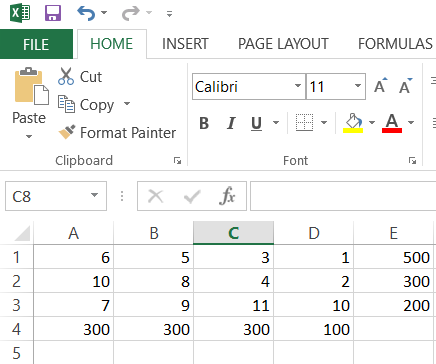 FILE HOME INSERT PAGE LAYOUT FORMULAS
Cut
Copy
Format Painter
Paste
Clipboard
Calibri 11 A A
B I U A
Font
C8 fx
A B C D E
1 6 5 3 1 500
2 10 8 4 2 300
3 7 9 11 10 200
4 300 300 300 100
5